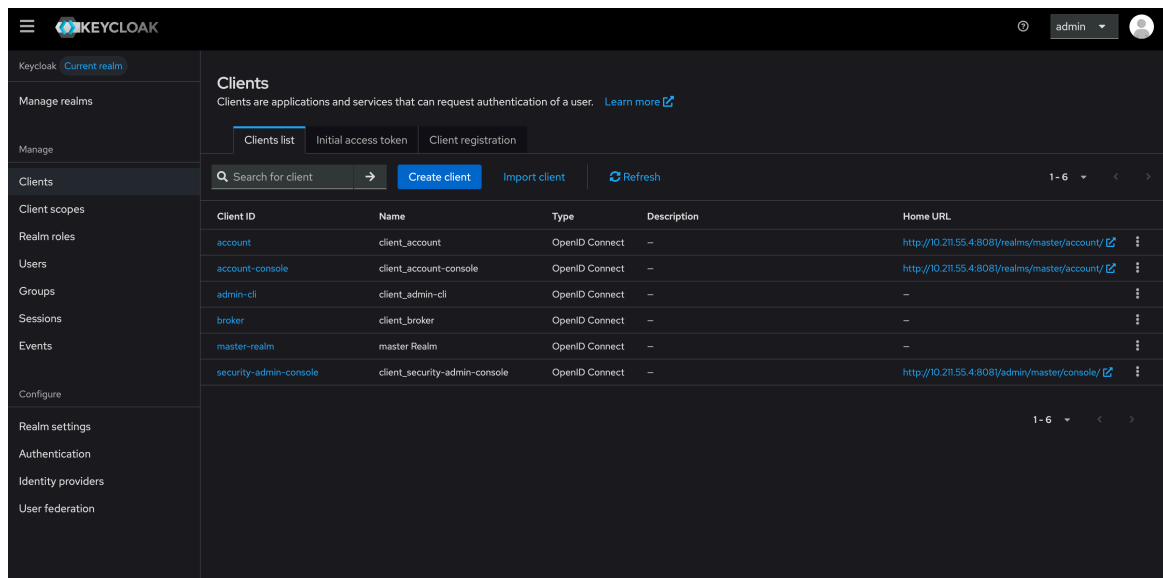 KEYCLOAK
admin
Keycloak Current realm
Manage realms
Manage
Clients
Client scopes
Realm roles
Users
Groups
Sessions
Events
Configure
Realm settings
Authentication
Identity providers
User federation
Clients
Clients are applications and services that can request authentication of a user. Learn more
Clients list Initial access token Client registration
Search for client Create client Import client Refresh 1 - 6
Client ID Name Type Description Home URL
account client_account OpenID Connect – http://10.211.55.4:8081/realms/master/account/
account-console client_account-console OpenID Connect – http://10.211.55.4:8081/realms/master/account/
admin-cli client_admin-cli OpenID Connect – –
broker client_broker OpenID Connect – –
master-realm master Realm OpenID Connect – –
security-admin-console client_security-admin-console OpenID Connect – http://10.211.55.4:8081/admin/master/console/
1 - 6